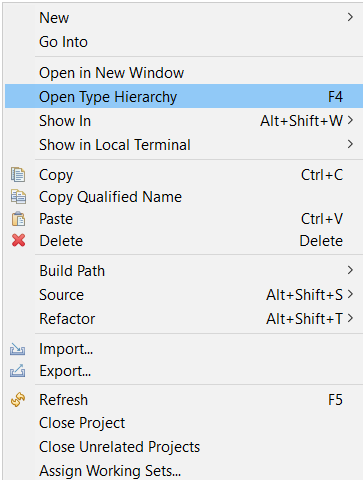 New
Go Into
Open in New Window
Open Type Hierarchy F4
Show In Alt+Shift+W
Show in Local Terminal
Copy Ctrl+C
Copy Qualified Name
Paste Ctrl+V
Delete Delete
Build Path
Source Alt+Shift+S
Refactor Alt+Shift+T
Import...
Export...
Refresh F5
Close Project
Close Unrelated Projects
Assign Working Sets...